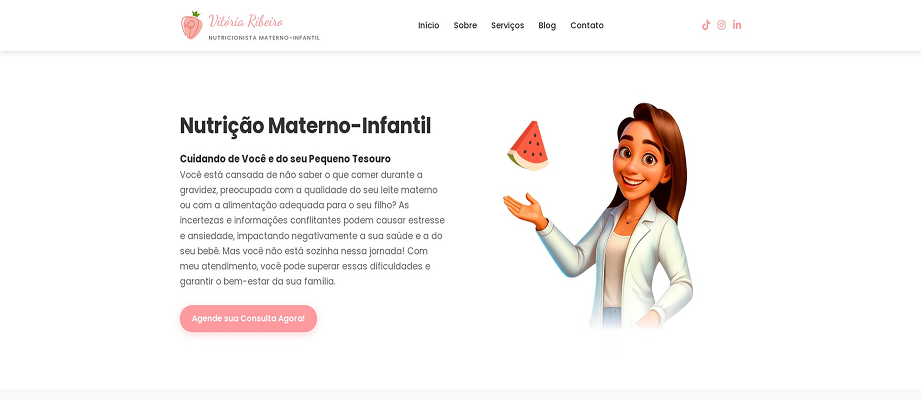 Vitória Ribeiro
NUTRICIONISTA MATERNO-INFANTIL
Início
Sobre
Serviços
Blog
Contato
Nutrição Materno-Infantil
Cuidando de Você e do seu Pequeno Tesouro
Você está cansada de não saber o que comer durante a
gravidez, preocupada com a qualidade do seu leite materno
ou com a alimentação adequada para o seu filho? As
incertezas e informações conflitantes podem causar estresse
e ansiedade, impactando negativamente a sua saúde e a do
seu bebê. Mas você não está sozinha nessa jornada! Com
meu atendimento, você pode superar essas dificuldades e
garantir o bem-estar da sua família.
Agende sua Consulta Agora!